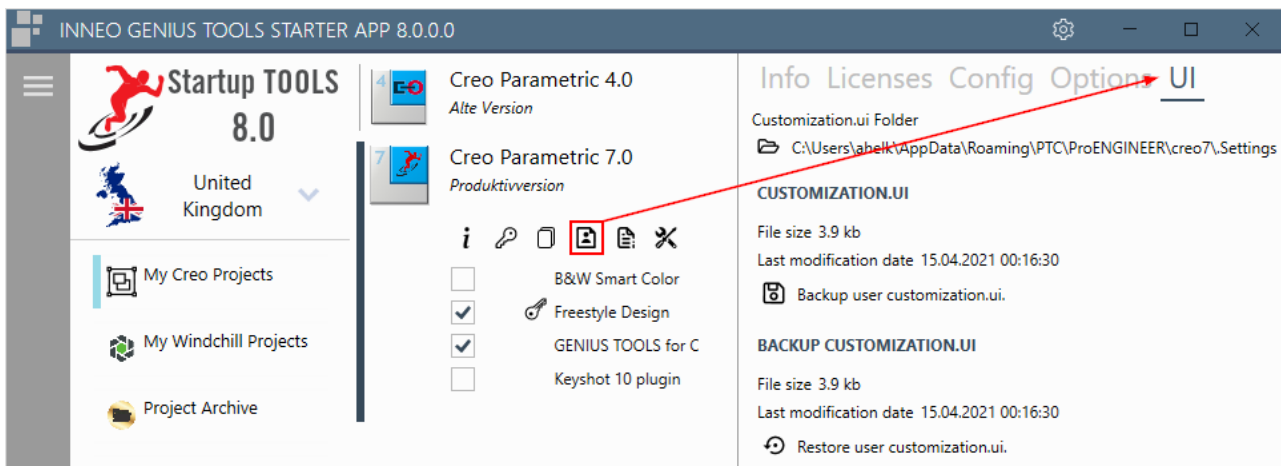 INNEO GENIUS TOOLS STARTER APP 8.0.0.0
Startup TOOLS
8.0
United
Kingdom
My Creo Projects
My Windchill Projects
Project Archive
4
Creo Parametric 4.0
Alte Version
7
Creo Parametric 7.0
Produktivversion
B&W Smart Color
Freestyle Design
GENIUS TOOLS for C
Keyshot 10 plugin
Info Licenses Config Options UI
Customization.ui Folder
C:\Users\ahelk\AppData\Roaming\PTC\ProENGINEER\creo7\.Settings
CUSTOMIZATION.UI
File size 3.9 kb
Last modification date 15.04.2021 00:16:30
Backup user customization.ui.
BACKUP CUSTOMIZATION.UI
File size 3.9 kb
Last modification date 15.04.2021 00:16:30
Restore user customization.ui.